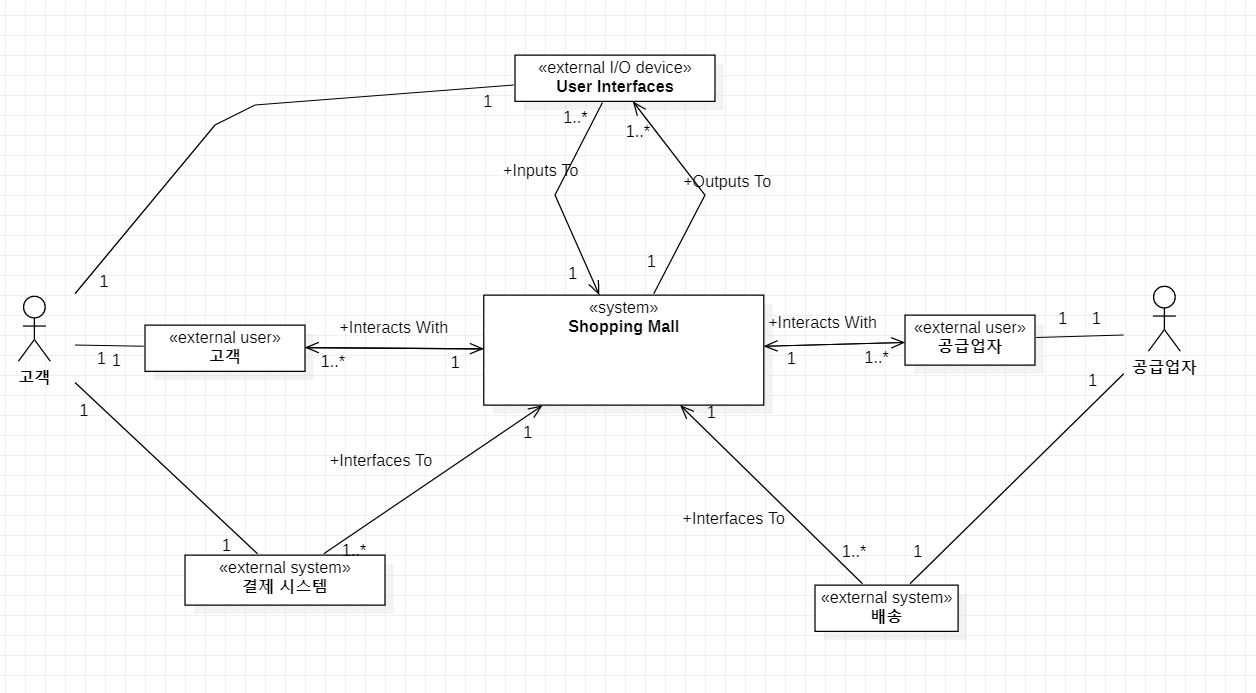 «external I/O device»
User Interfaces
1
1..*
1..*
+Inputs To
+Outputs To
1
1
1
«system»
Shopping Mall
고객
1
1
«external user»
고객
+Interacts With
1..*
1
+Interacts With
1
1..*
«external user»
공급업자
1
1
공급업자
1
1
1
1
+Interfaces To
+Interfaces To
1
1..*
«external system»
결제 시스템
1..*
1
«external system»
배송